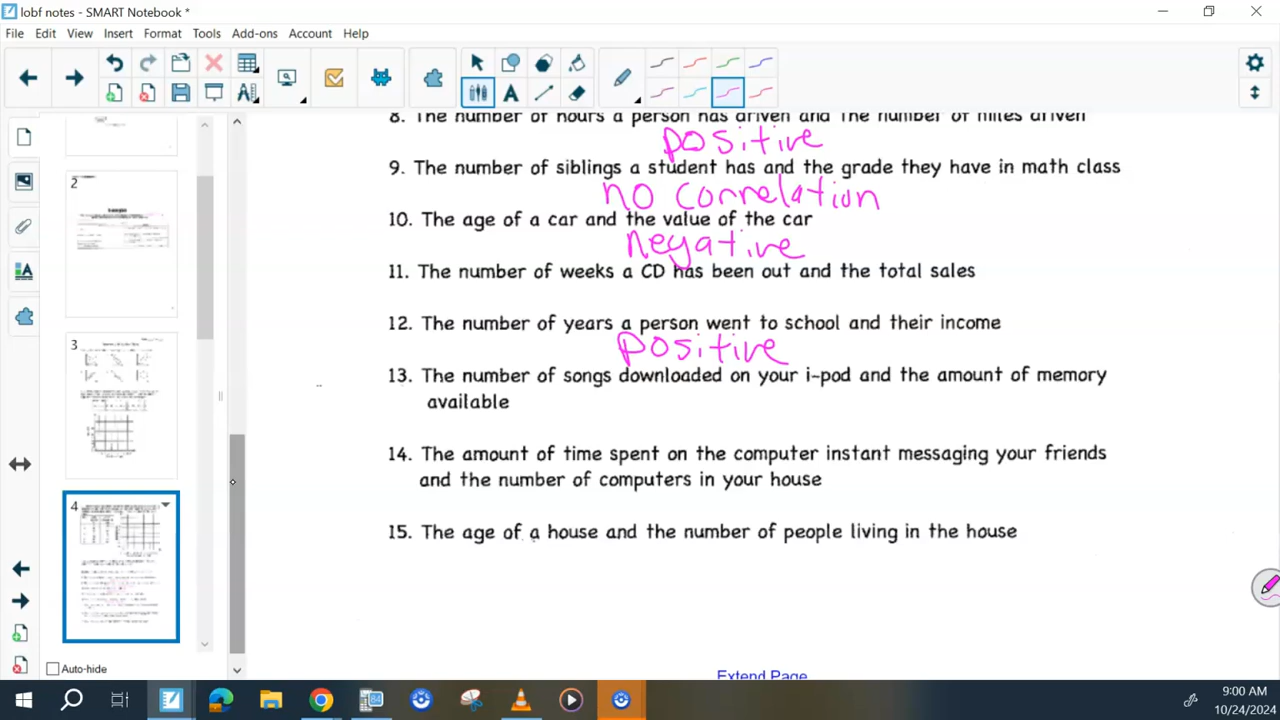 lobf notes - SMART Notebook *
File Edit View Insert Format Tools Add-ons Account Help
8. The number of hours a person has driven and the number of miles driven
positive
9. The number of siblings a student has and the grade they have in math class
no correlation
10. The age of a car and the value of the car
negative
11. The number of weeks a CD has been out and the total sales
12. The number of years a person went to school and their income
positive
13. The number of songs downloaded on your i-pod and the amount of memory
available
14. The amount of time spent on the computer instant messaging your friends
and the number of computers in your house
15. The age of a house and the number of people living in the house
Extend Page
2
3
4
Auto-hide
9:00 AM
10/24/2024